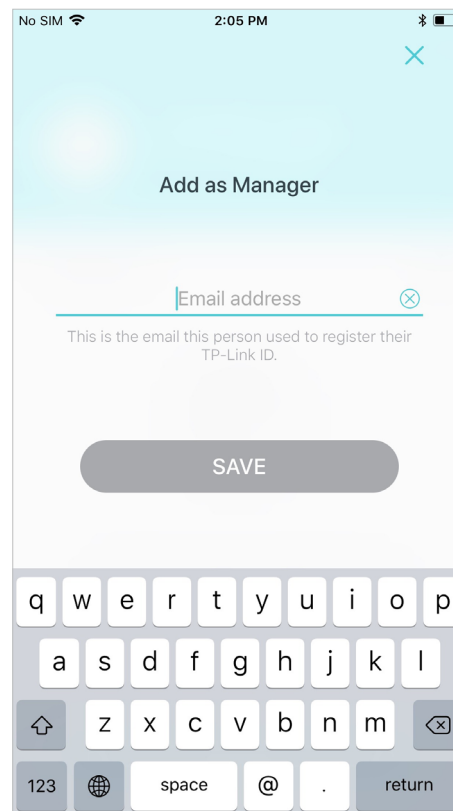 No SIM 2:05 PM
Add as Manager
Email address
This is the email this person used to register their
TP-Link ID.
SAVE
q w e r t y u i o p
a s d f g h j k l
z x c v b n m
123 space @ . return